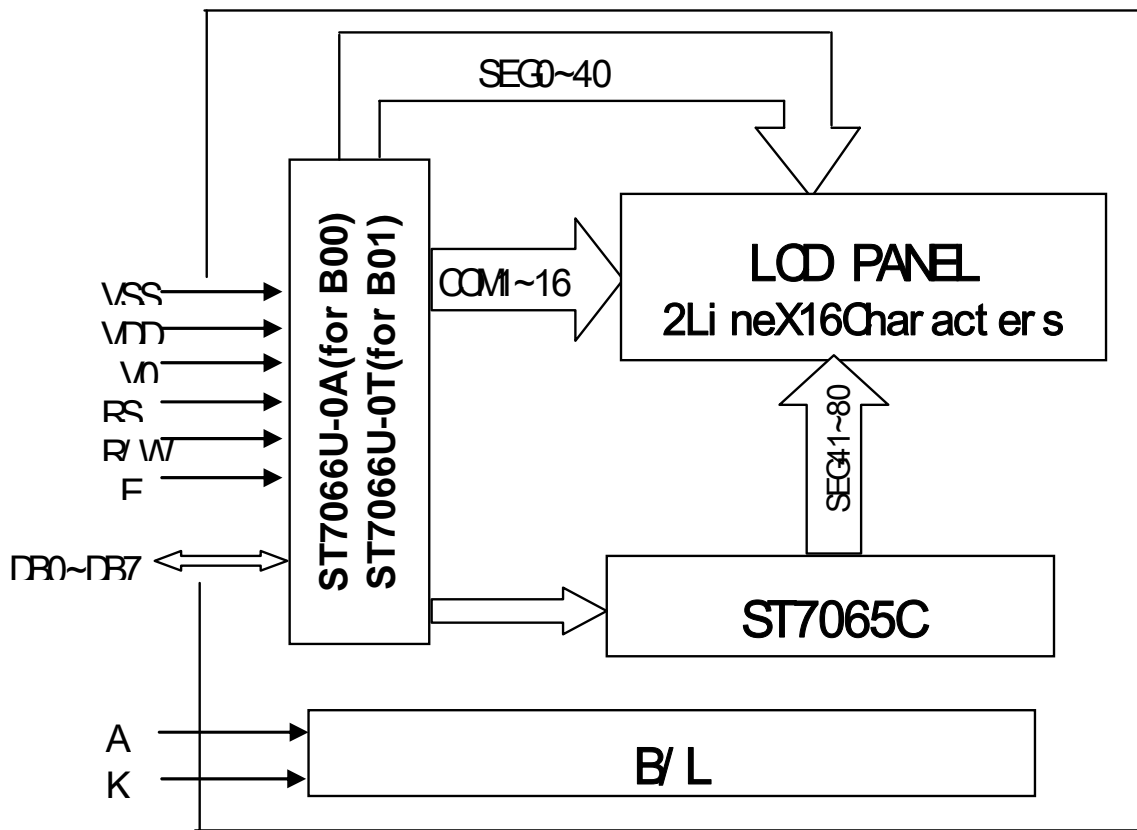 SEG0~40
ST7066U-0A(for B00)
ST7066U-0T(for B01)
COM1~16
LCD PANEL
2LineX16Characters
VSS
VDD
V0
RS
R/W
E
SEG41~80
DB0~DB7
ST7065C
A
K
B/L